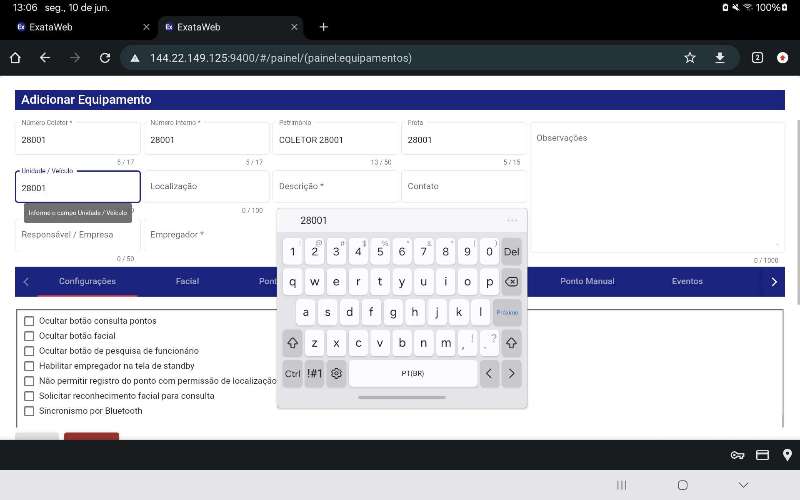 13:06 seg., 10 de jun. 100%
ExataWeb
ExataWeb
144.22.149.125:9400/#/painel/(painel:equipamentos)
2
Adicionar Equipamento
Número Coletor *
28001
5 / 17
Número Interno *
28001
5 / 17
Patrimônio
COLETOR 28001
13 / 50
Frota
28001
5 / 15
Observações
0 / 1000
Unidade / Veículo
28001
Informe o campo Unidade / Veículo
Localização
0 / 100
Descrição *
Contato
Responsável / Empresa
0 / 50
Empregador *
Configurações
Facial
Pont
Ponto Manual
Eventos
Ocultar botão consulta pontos
Ocultar botão facial
Ocultar botão de pesquisa de funcionário
Habilitar empregador na tela de standby
Não permitir registro do ponto com permissão de localização
Solicitar reconhecimento facial para consulta
Sincronismo por Bluetooth
28001
1 2 3 4 5 6 7 8 9 0 Del
q w e r t y u i o p
a s d f g h j k l Próximo
z x c v b n m , ! . ?
Ctrl !#1 PT(BR)